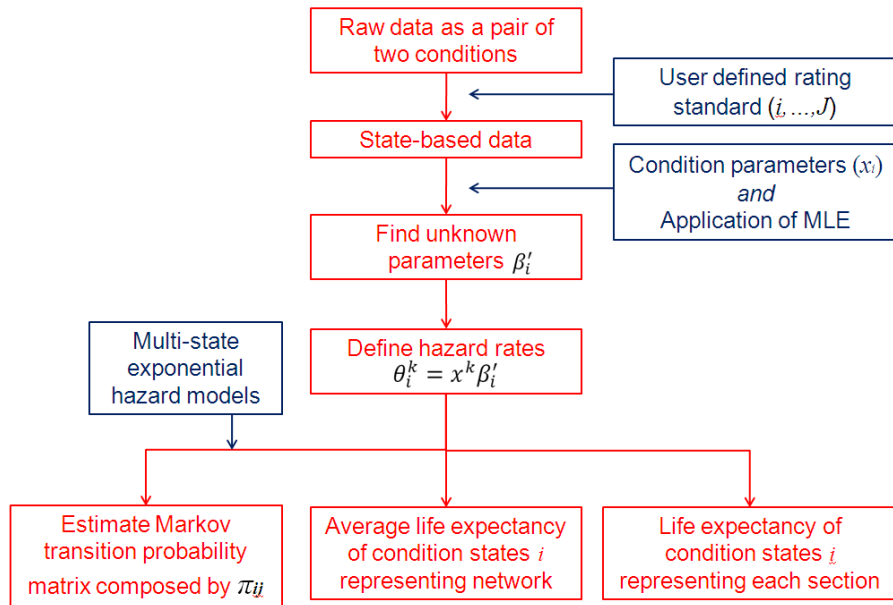 Raw data as a pair of
two conditions
User defined rating
standard (i, ...,J)
State-based data
Condition parameters (xᵢ)
and
Application of MLE
Find unknown
parameters β′ᵢ
Multi-state
exponential
hazard models
Define hazard rates
θᵢᵏ = xᵏβ′ᵢ
Estimate Markov
transition probability
matrix composed by πij
Average life expectancy
of condition states i
representing network
Life expectancy of
condition states i
representing each section